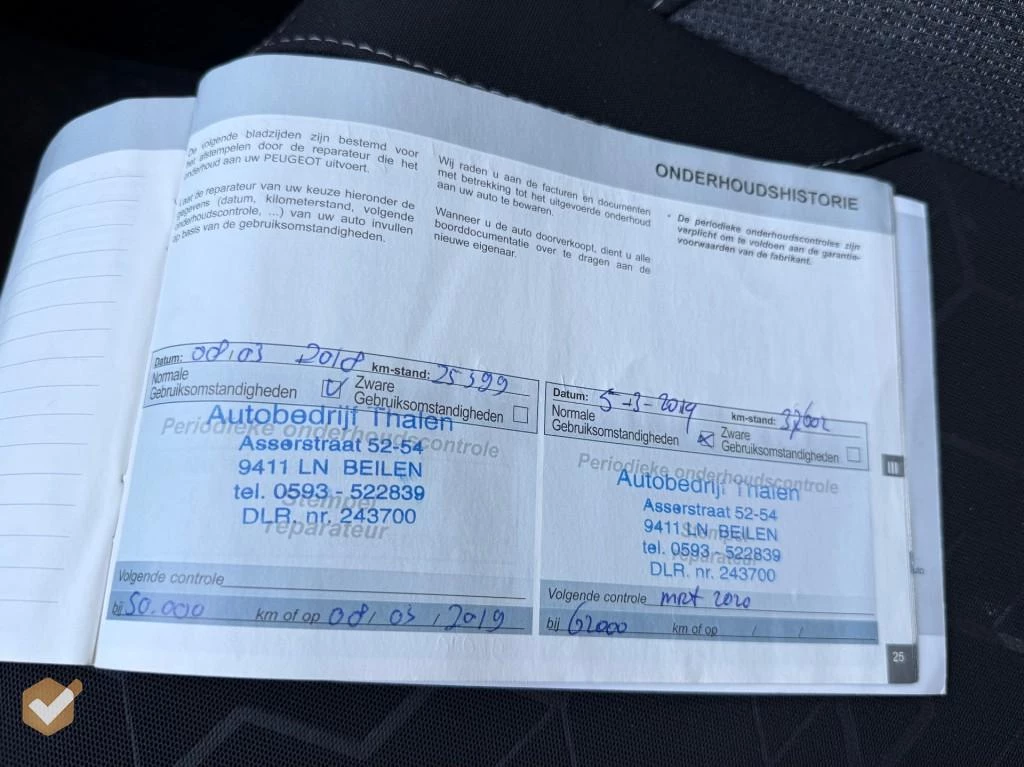 De volgende bladzijden zijn bestemd voor
het afstempelen door de reparateur die het
onderhoud aan uw PEUGEOT uitvoert.
Laat de reparateur van uw keuze hieronder de
gegevens (datum, kilometerstand, volgende
onderhoudscontrole, ...) van uw auto invullen
op basis van de gebruiksomstandigheden.
Wij raden u aan de facturen en documenten
met betrekking tot het uitgevoerde onderhoud
aan uw auto te bewaren.
Wanneer u de auto doorverkoopt, dient u alle
boorddocumentatie over te dragen aan de
nieuwe eigenaar.
ONDERHOUDSHISTORIE
* De periodieke onderhoudscontroles zijn
verplicht om te voldoen aan de garantie-
voorwaarden van de fabrikant.
Datum: 08.03 2018 km-stand: 25399
Normale
Gebruiksomstandigheden
Zware
Gebruiksomstandigheden
Periodieke onderhoudscontrole
Autobedrijf Thalen
Asserstraat 52-54
9411 LN BEILEN
tel. 0593 - 522839
DLR. nr. 243700
Stempel
reparateur
Volgende controle
bij 50.000 km of op 08, 03, 2019
Datum: 5-3-2019 km-stand: 37602
Normale
Gebruiksomstandigheden
Zware
Gebruiksomstandigheden
Periodieke onderhoudscontrole
Autobedrijf Thalen
Asserstraat 52-54
9411 LN BEILEN
tel. 0593 - 522839
DLR. nr. 243700
Stempel
reparateur
Volgende controle mrt 2020
bij 62000 km of op / /
III
25